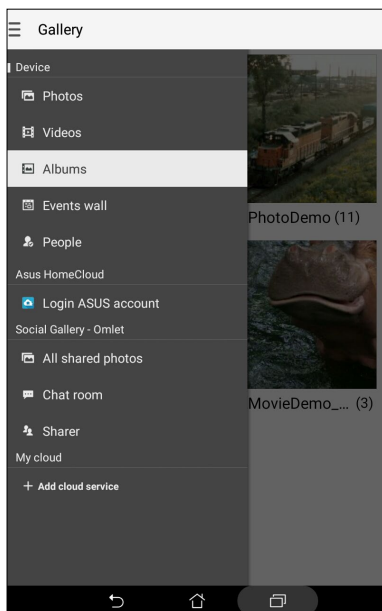 Gallery
Device
Photos
Videos
Albums
Events wall
People
Asus HomeCloud
Login ASUS account
Social Gallery - Omlet
All shared photos
Chat room
Sharer
My cloud
+ Add cloud service
PhotoDemo (11)
MovieDemo_... (3)